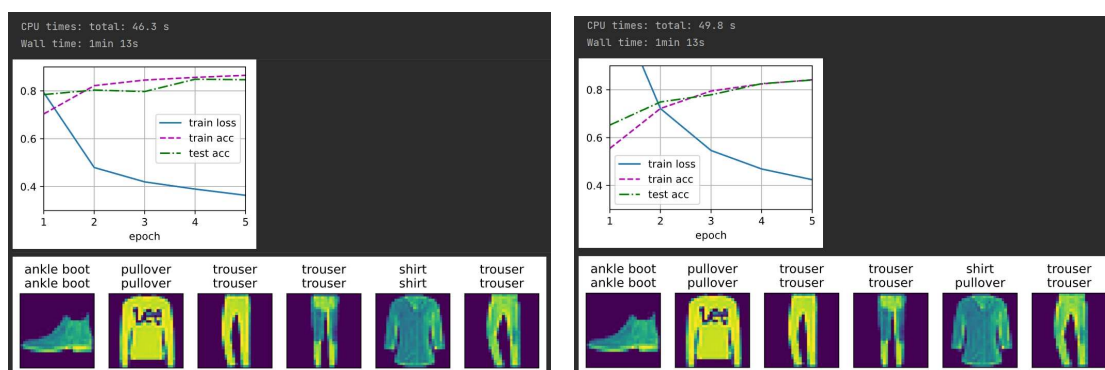 CPU times: total: 46.3 s
Wall time: 1min 13s
0.8
0.6
0.4
train loss
train acc
test acc
1 2 3 4 5
epoch
ankle boot pullover trouser trouser shirt trouser
ankle boot pullover trouser trouser shirt trouser
Lee
CPU times: total: 49.8 s
Wall time: 1min 13s
0.8
0.6
0.4
train loss
train acc
test acc
1 2 3 4 5
epoch
ankle boot pullover trouser trouser shirt trouser
ankle boot pullover trouser trouser pullover trouser
Lee